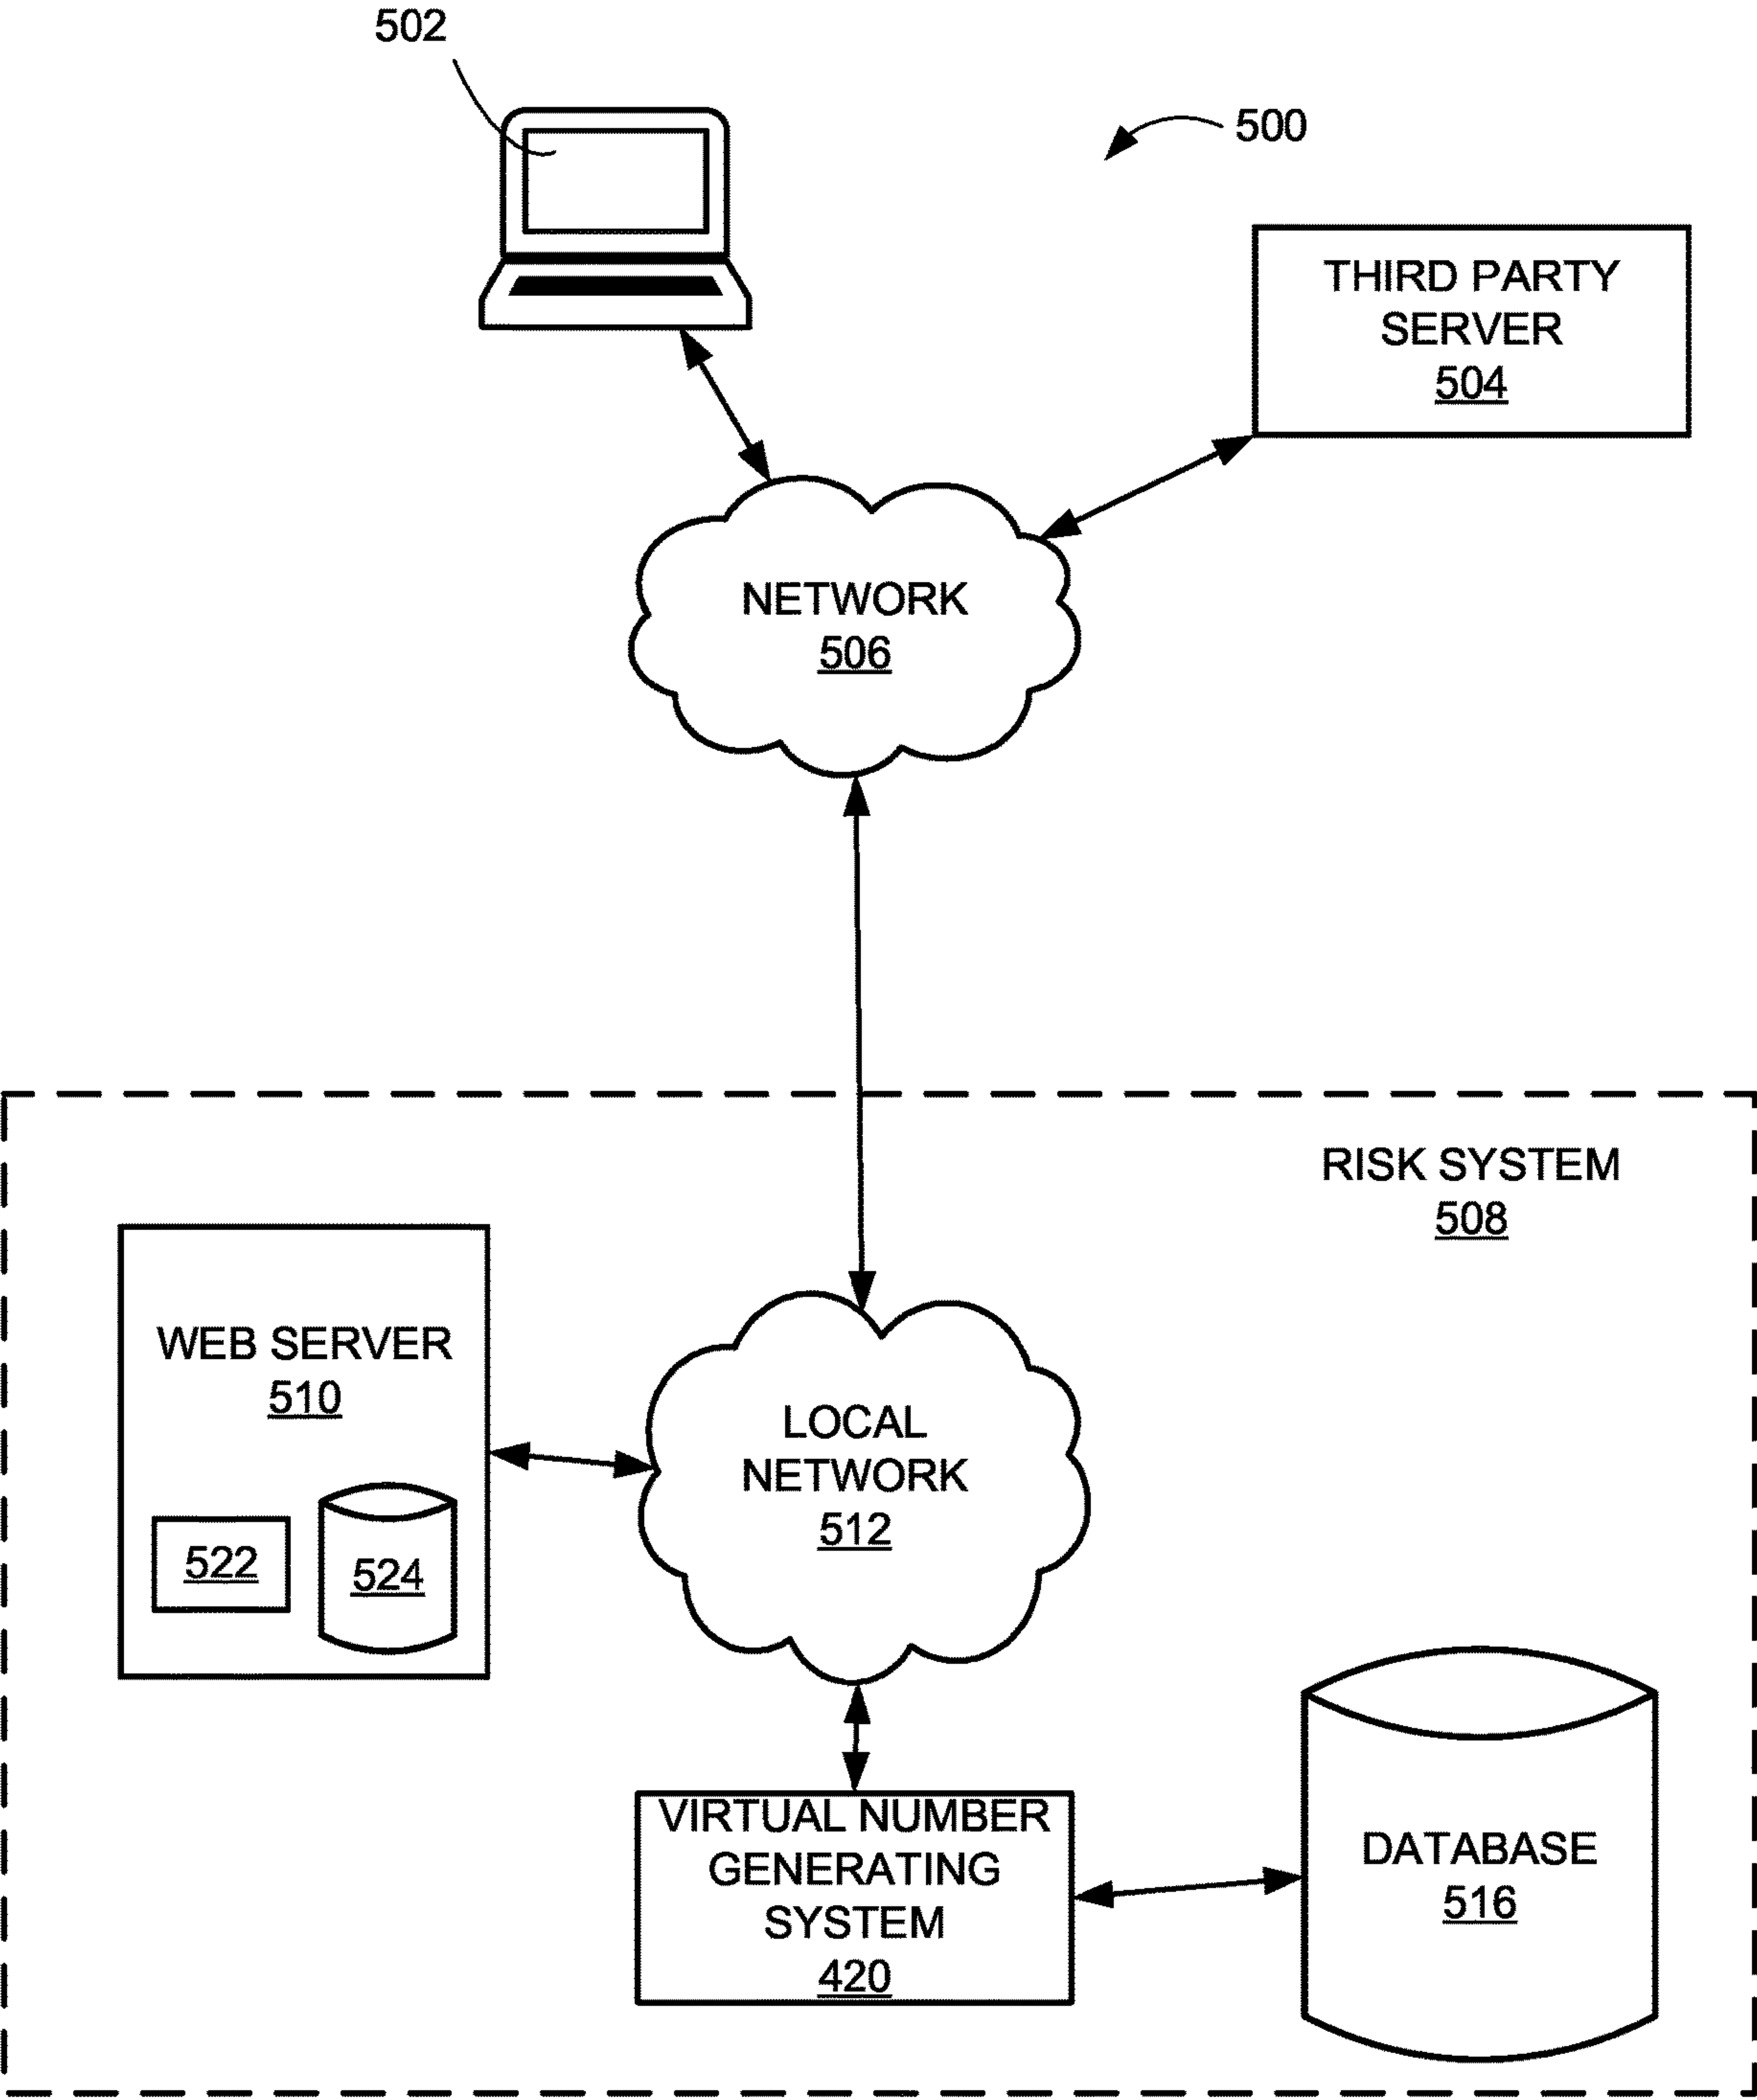 502
500
THIRD PARTY
SERVER
504
NETWORK
506
RISK SYSTEM
508
WEB SERVER
510
522
524
LOCAL
NETWORK
512
VIRTUAL NUMBER
GENERATING
SYSTEM
420
DATABASE
516